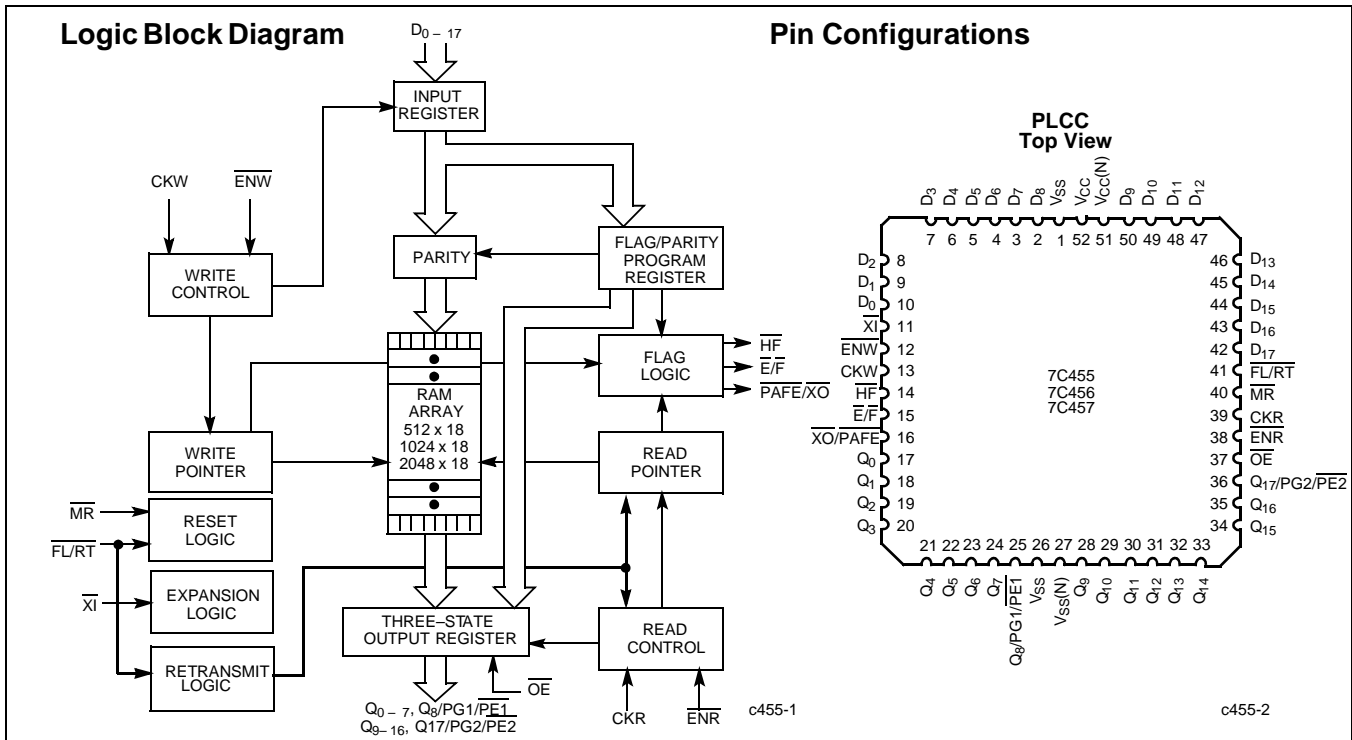 Logic Block Diagram
D0 – 17
INPUT
REGISTER
CKW
ENW
WRITE
CONTROL
PARITY
FLAG/PARITY
PROGRAM
REGISTER
FLAG
LOGIC
HF
E/F
PAFE/XO
RAM
ARRAY
512 x 18
1024 x 18
2048 x 18
WRITE
POINTER
READ
POINTER
MR
RESET
LOGIC
FL/RT
XI
EXPANSION
LOGIC
THREE–STATE
OUTPUT REGISTER
READ
CONTROL
RETRANSMIT
LOGIC
OE
Q0 – 7, Q8/PG1/PE1
Q9– 16, Q17/PG2/PE2
CKR
ENR
c455-1
Pin Configurations
PLCC
Top View
D3 D4 D5 D6 D7 D8 VSS VCC VCC(N) D9 D10 D11 D12
7 6 5 4 3 2 1 52 51 50 49 48 47
D2 8
D1 9
D0 10
XI 11
ENW 12
CKW 13
HF 14
E/F 15
XO/PAFE 16
Q0 17
Q1 18
Q2 19
Q3 20
7C455
7C456
7C457
46 D13
45 D14
44 D15
43 D16
42 D17
41 FL/RT
40 MR
39 CKR
38 ENR
37 OE
36 Q17/PG2/PE2
35 Q16
34 Q15
21 22 23 24 25 26 27 28 29 30 31 32 33
Q4 Q5 Q6 Q7 Q8/PG1/PE1 VSS VSS(N) Q9 Q10 Q11 Q12 Q13 Q14
c455-2